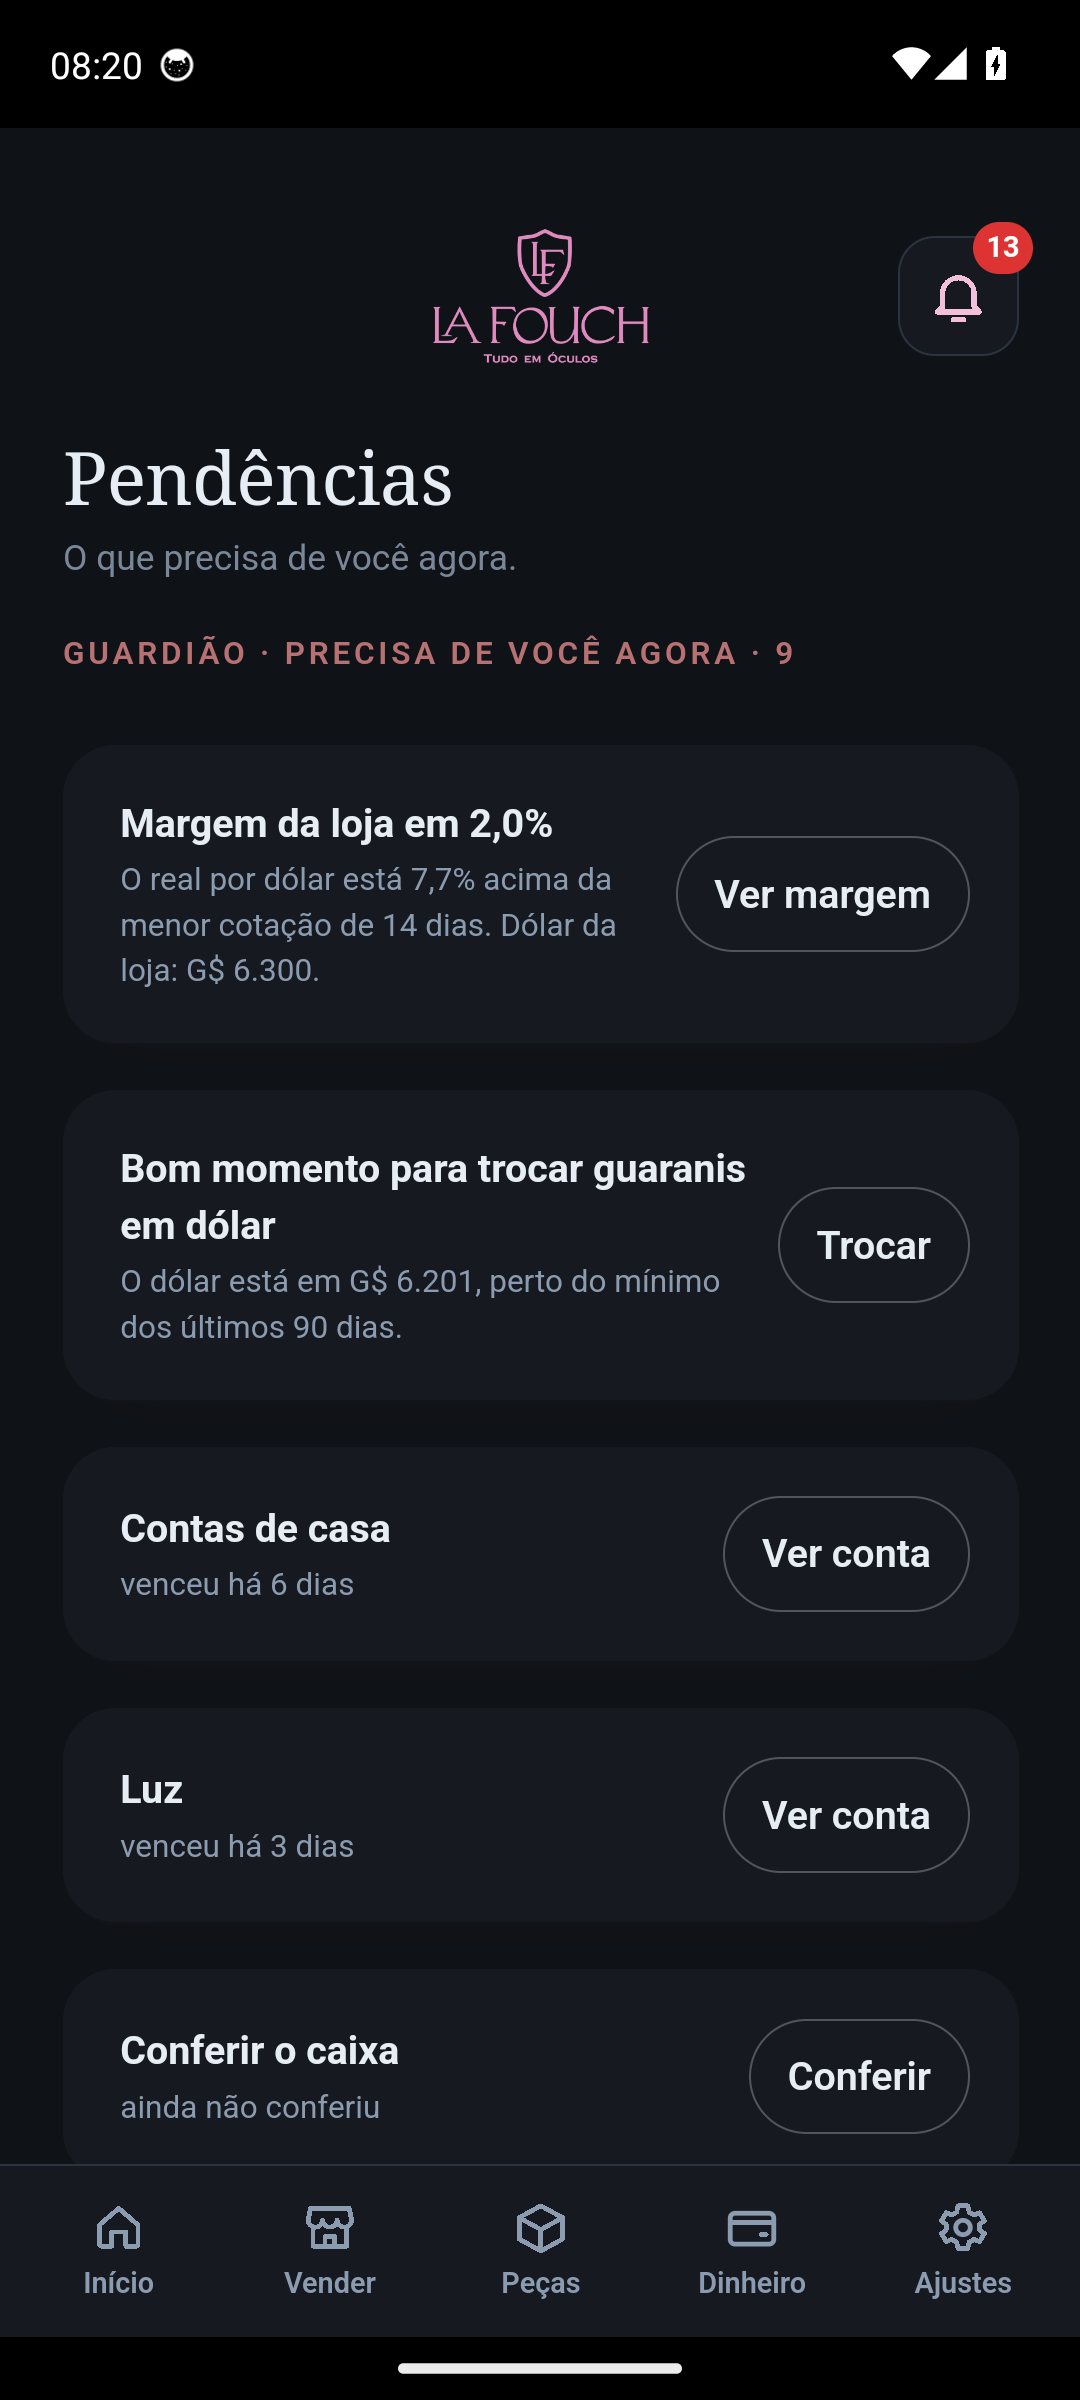 08:20
13
LF
LA FOUCH
TUDO EM ÓCULOS
Pendências
O que precisa de você agora.
GUARDIÃO · PRECISA DE VOCÊ AGORA · 9
Margem da loja em 2,0%
O real por dólar está 7,7% acima da
menor cotação de 14 dias. Dólar da
loja: G$ 6.300.
Ver margem
Bom momento para trocar guaranis
em dólar
O dólar está em G$ 6.201, perto do mínimo
dos últimos 90 dias.
Trocar
Contas de casa
venceu há 6 dias
Ver conta
Luz
venceu há 3 dias
Ver conta
Conferir o caixa
ainda não conferiu
Conferir
Início
Vender
Peças
Dinheiro
Ajustes